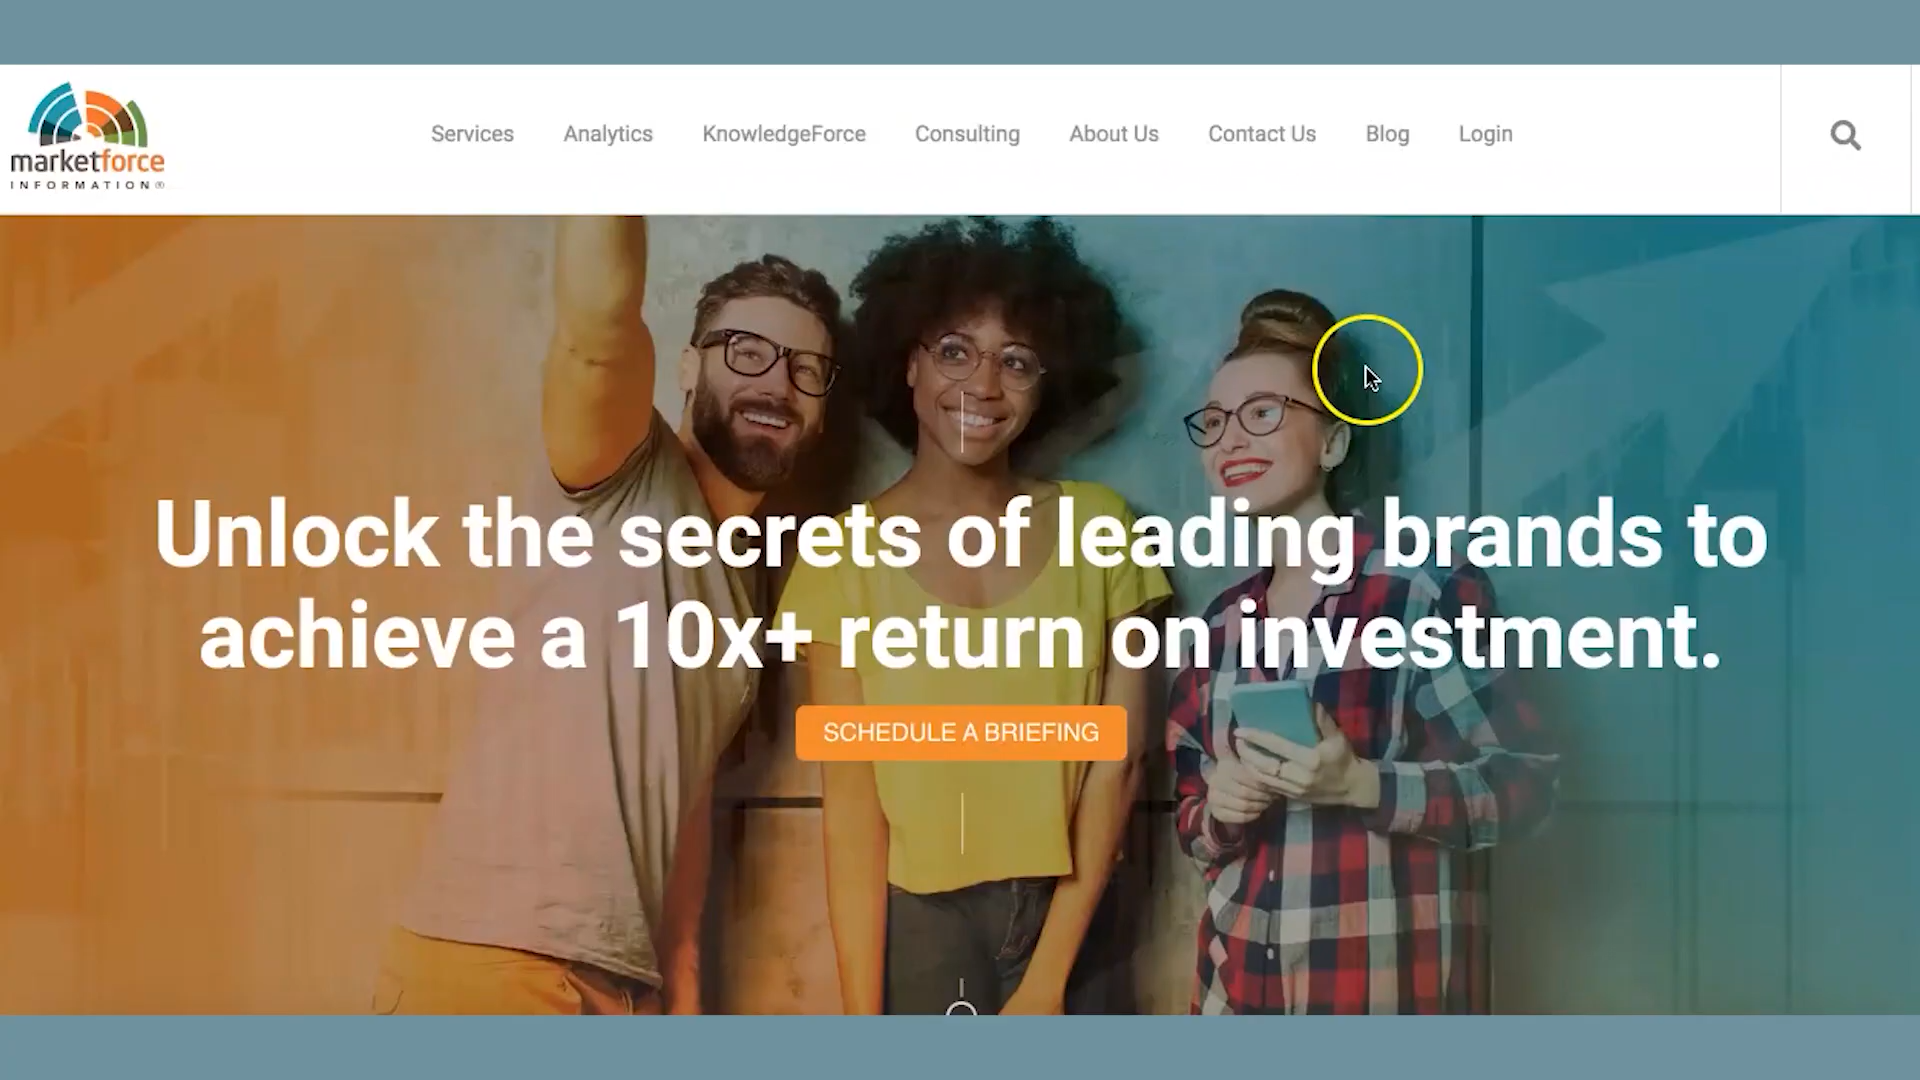 marketforce
INFORMATION®
Services Analytics KnowledgeForce Consulting About Us Contact Us Blog Login
Unlock the secrets of leading brands to
achieve a 10x+ return on investment.
SCHEDULE A BRIEFING